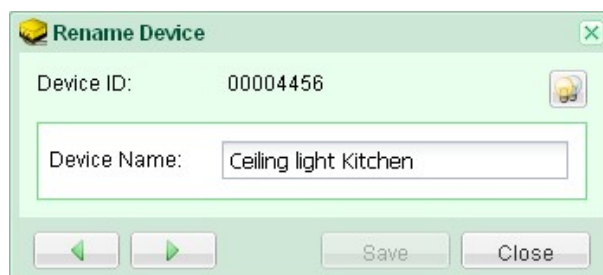 Rename Device
Device ID: 00004456
Device Name: Ceiling light Kitchen
Save Close